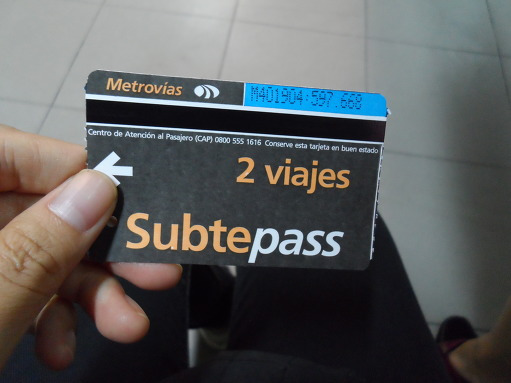 Metrovías M401904:597.668
Centro de Atención al Pasajero (CAP) 0800 555 1616 Conserve esta tarjeta en buen estado
2 viajes
Subtepass